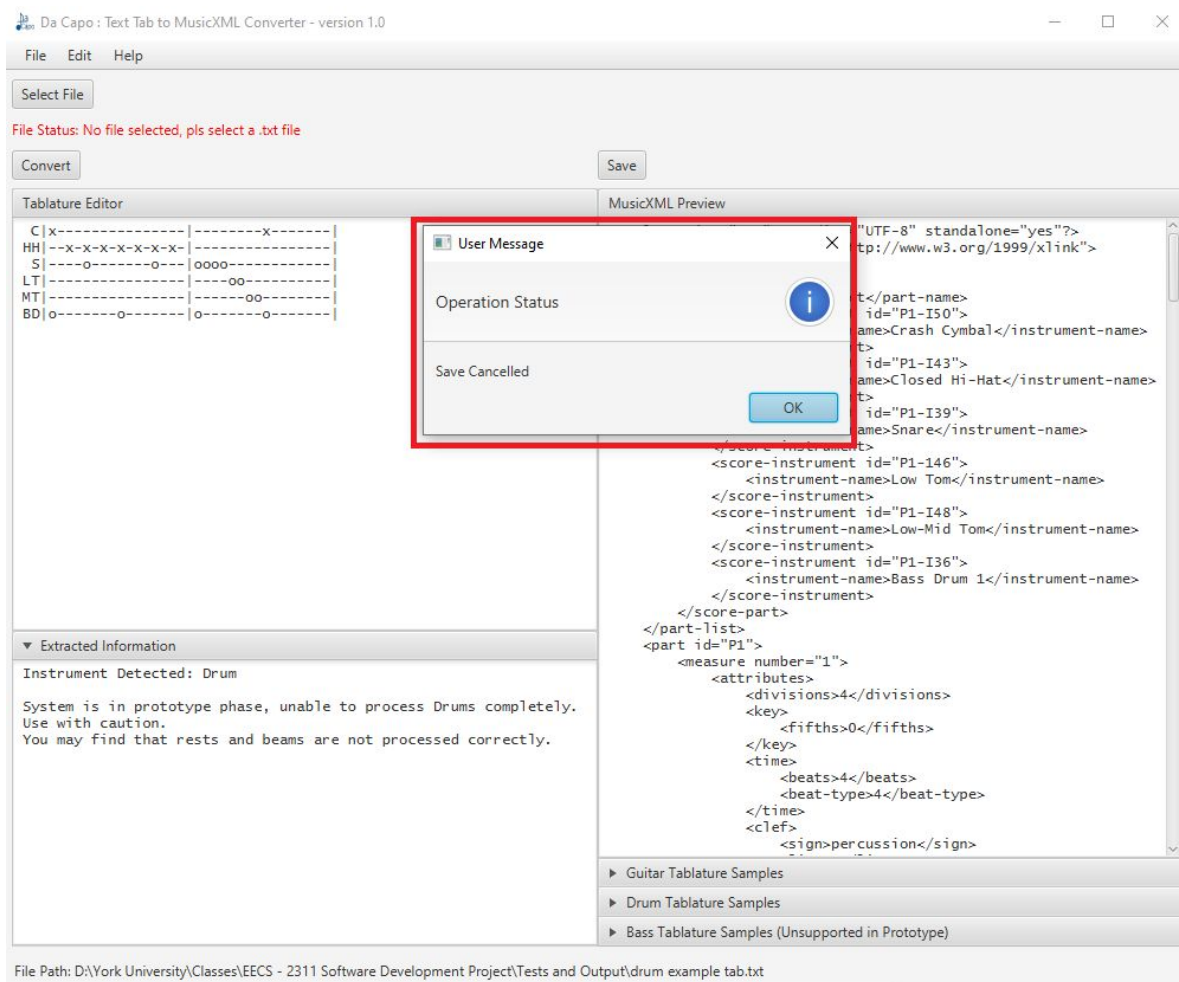 Da Capo : Text Tab to MusicXML Converter - version 1.0
File Edit Help
Select File
File Status: No file selected, pls select a .txt file
Convert
Save
Tablature Editor
C|x---------------|--------x-------|
HH|--x-x-x-x-x-x-x-|----------------|
S|----o-------o---|oooo------------|
LT|----------------|----oo----------|
MT|----------------|------oo--------|
BD|o-------o-------|o-------o-------|
User Message
Operation Status
Save Cancelled
OK
MusicXML Preview
"UTF-8" standalone="yes"?>
tp://www.w3.org/1999/xlink">
t</part-name>
id="P1-I50">
ame>Crash Cymbal</instrument-name>
t>
id="P1-I43">
ame>Closed Hi-Hat</instrument-name>
t>
id="P1-I39">
ame>Snare</instrument-name>
</score-instrument>
<score-instrument id="P1-146">
<instrument-name>Low Tom</instrument-name>
</score-instrument>
<score-instrument id="P1-I48">
<instrument-name>Low-Mid Tom</instrument-name>
</score-instrument>
<score-instrument id="P1-I36">
<instrument-name>Bass Drum 1</instrument-name>
</score-instrument>
</score-part>
</part-list>
<part id="P1">
<measure number="1">
<attributes>
<divisions>4</divisions>
<key>
<fifths>0</fifths>
</key>
<time>
<beats>4</beats>
<beat-type>4</beat-type>
</time>
<clef>
<sign>percussion</sign>
Extracted Information
Instrument Detected: Drum
System is in prototype phase, unable to process Drums completely.
Use with caution.
You may find that rests and beams are not processed correctly.
Guitar Tablature Samples
Drum Tablature Samples
Bass Tablature Samples (Unsupported in Prototype)
File Path: D:\York University\Classes\EECS - 2311 Software Development Project\Tests and Output\drum example tab.txt